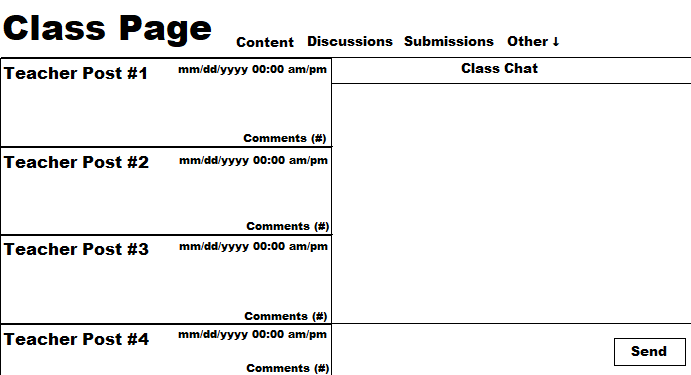 Class Page
Content Discussions Submissions Other ↓
Teacher Post #1 mm/dd/yyyy 00:00 am/pm
Comments (#)
Teacher Post #2 mm/dd/yyyy 00:00 am/pm
Comments (#)
Teacher Post #3 mm/dd/yyyy 00:00 am/pm
Comments (#)
Teacher Post #4 mm/dd/yyyy 00:00 am/pm
Comments (#)
Class Chat
Send